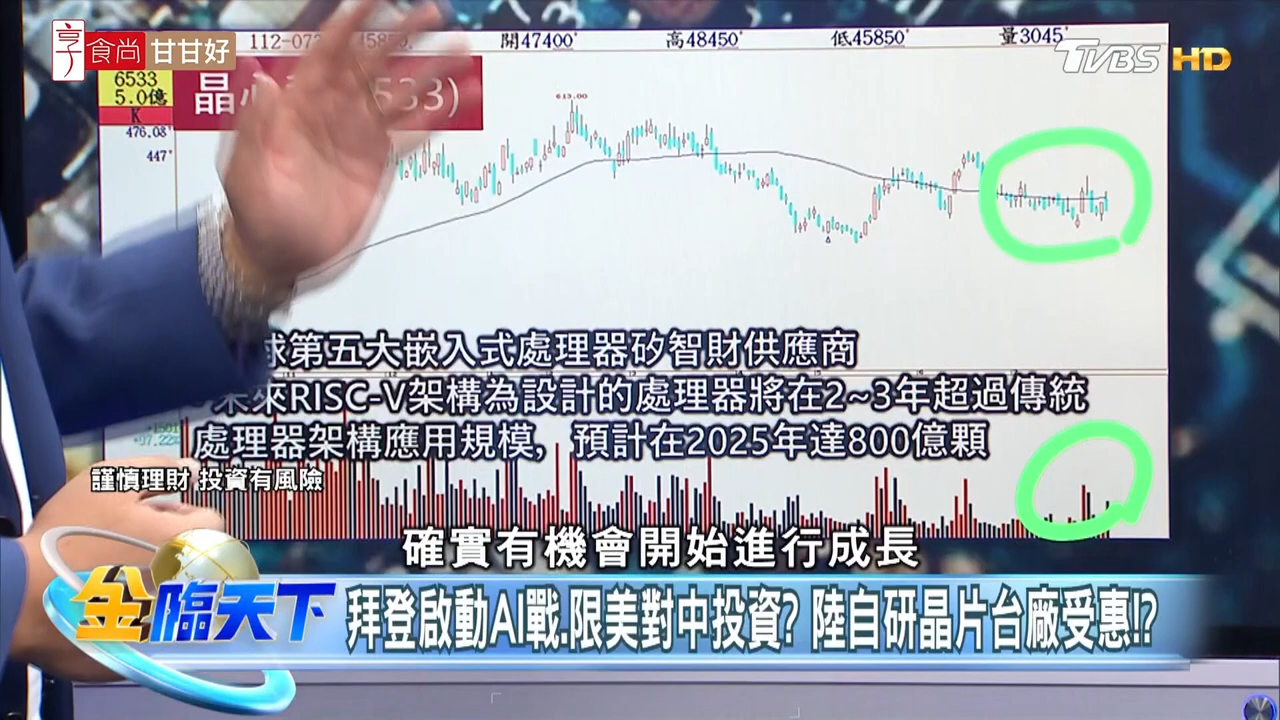 享食尚 甘甘好
開47400 高48450 低45850 量3045
TVBS HD
6533
5.0億
K
晶心
533)
476.08
447
613.00
球第五大嵌入式處理器矽智財供應商
未來RISC-V架構為設計的處理器將在2~3年超過傳統
處理器架構應用規模，預計在2025年達800億顆
謹慎理財 投資有風險
確實有機會開始進行成長
金臨天下
拜登啟動AI戰.限美對中投資? 陸自研晶片台廠受惠!?